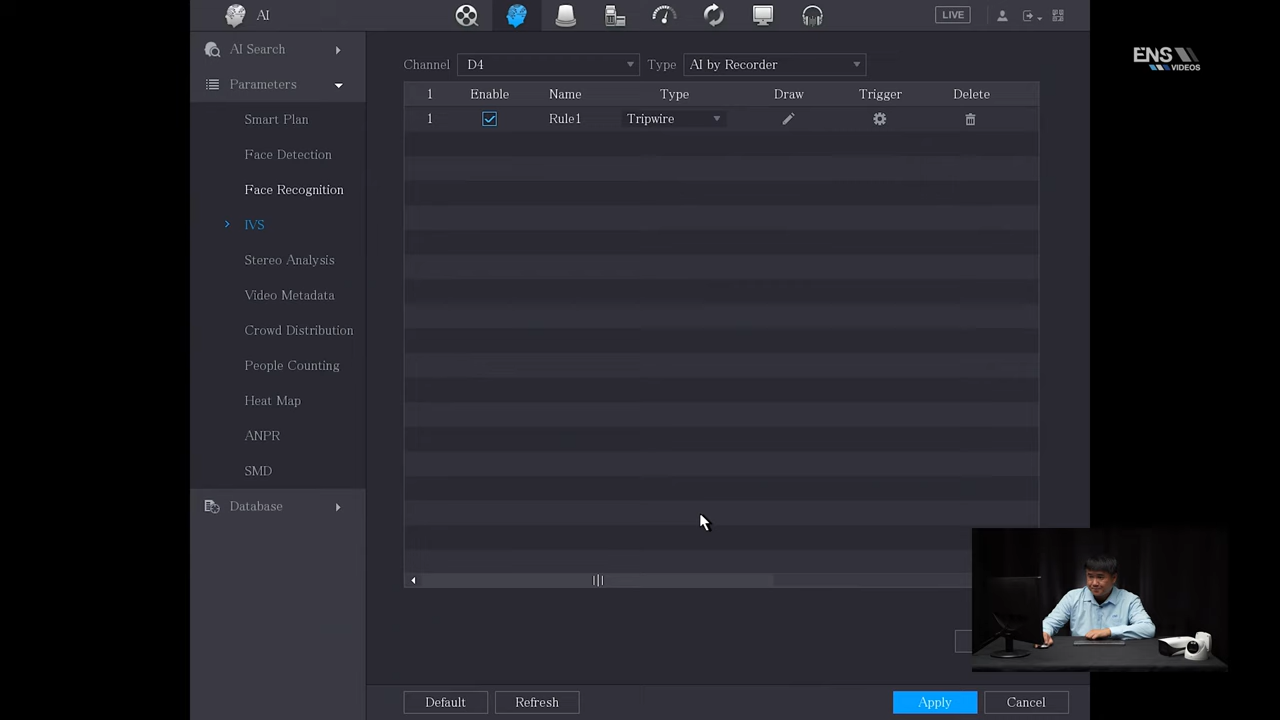 AI
LIVE
ENS
VIDEOS
AI Search
Parameters
Smart Plan
Face Detection
Face Recognition
IVS
Stereo Analysis
Video Metadata
Crowd Distribution
People Counting
Heat Map
ANPR
SMD
Database
Channel D4 Type AI by Recorder
1 Enable Name Type Draw Trigger Delete
1 Rule1 Tripwire
Default Refresh Apply Cancel